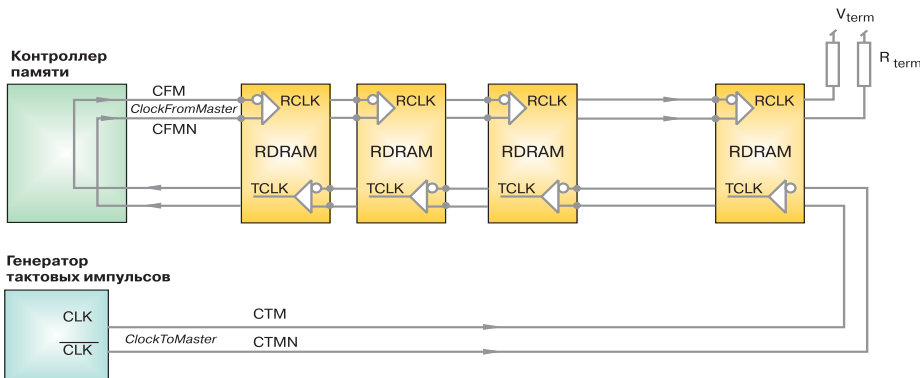 V term
R term
Контроллер
памяти
CFM
ClockFromMaster
CFMN
RCLK
RDRAM
TCLK
RCLK
RDRAM
TCLK
RCLK
RDRAM
TCLK
RCLK
RDRAM
TCLK
Генератор
тактовых импульсов
CLK
CLK
CTM
ClockToMaster
CTMN